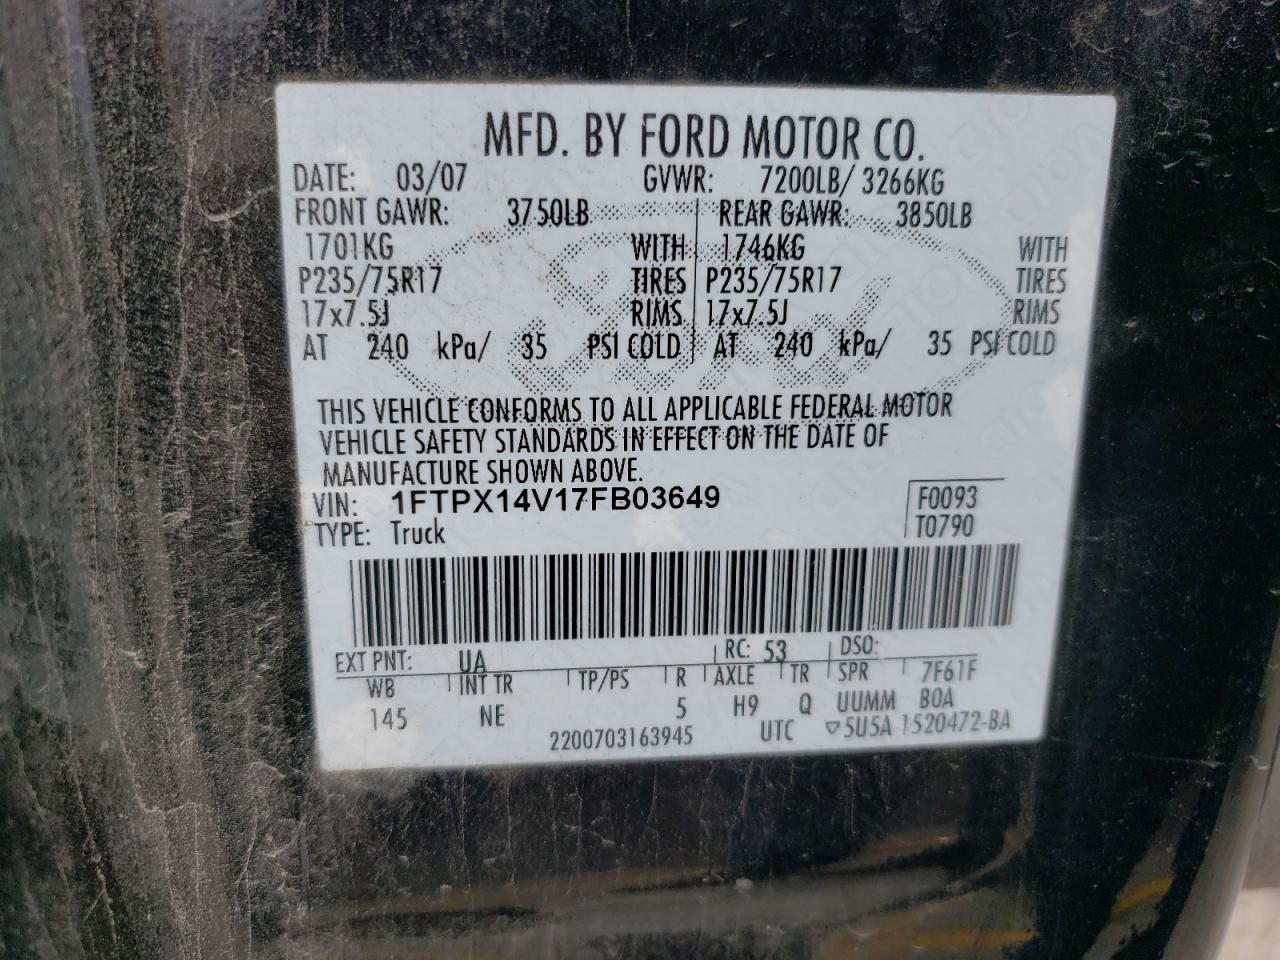 MFD. BY FORD MOTOR CO.
DATE: 03/07 GVWR: 7200LB/ 3266KG
FRONT GAWR: 3750LB REAR GAWR: 3850LB
1701KG WITH 1746KG WITH
P235/75R17 TIRES P235/75R17 TIRES
17x7.5J RIMS 17x7.5J RIMS
AT 240 kPa/ 35 PSI COLD AT 240 kPa/ 35 PSI COLD
THIS VEHICLE CONFORMS TO ALL APPLICABLE FEDERAL MOTOR
VEHICLE SAFETY STANDARDS IN EFFECT ON THE DATE OF
MANUFACTURE SHOWN ABOVE.
VIN: 1FTPX14V17FB03649 F0093
TYPE: Truck T0790
EXT PNT: UA RC: 53 DSO:
WB INT TR TP/PS R AXLE TR SPR 7F61F
145 NE 5 H9 Q UUMM BOA
2200703163945 UTC ▽5U5A 1520472-BA